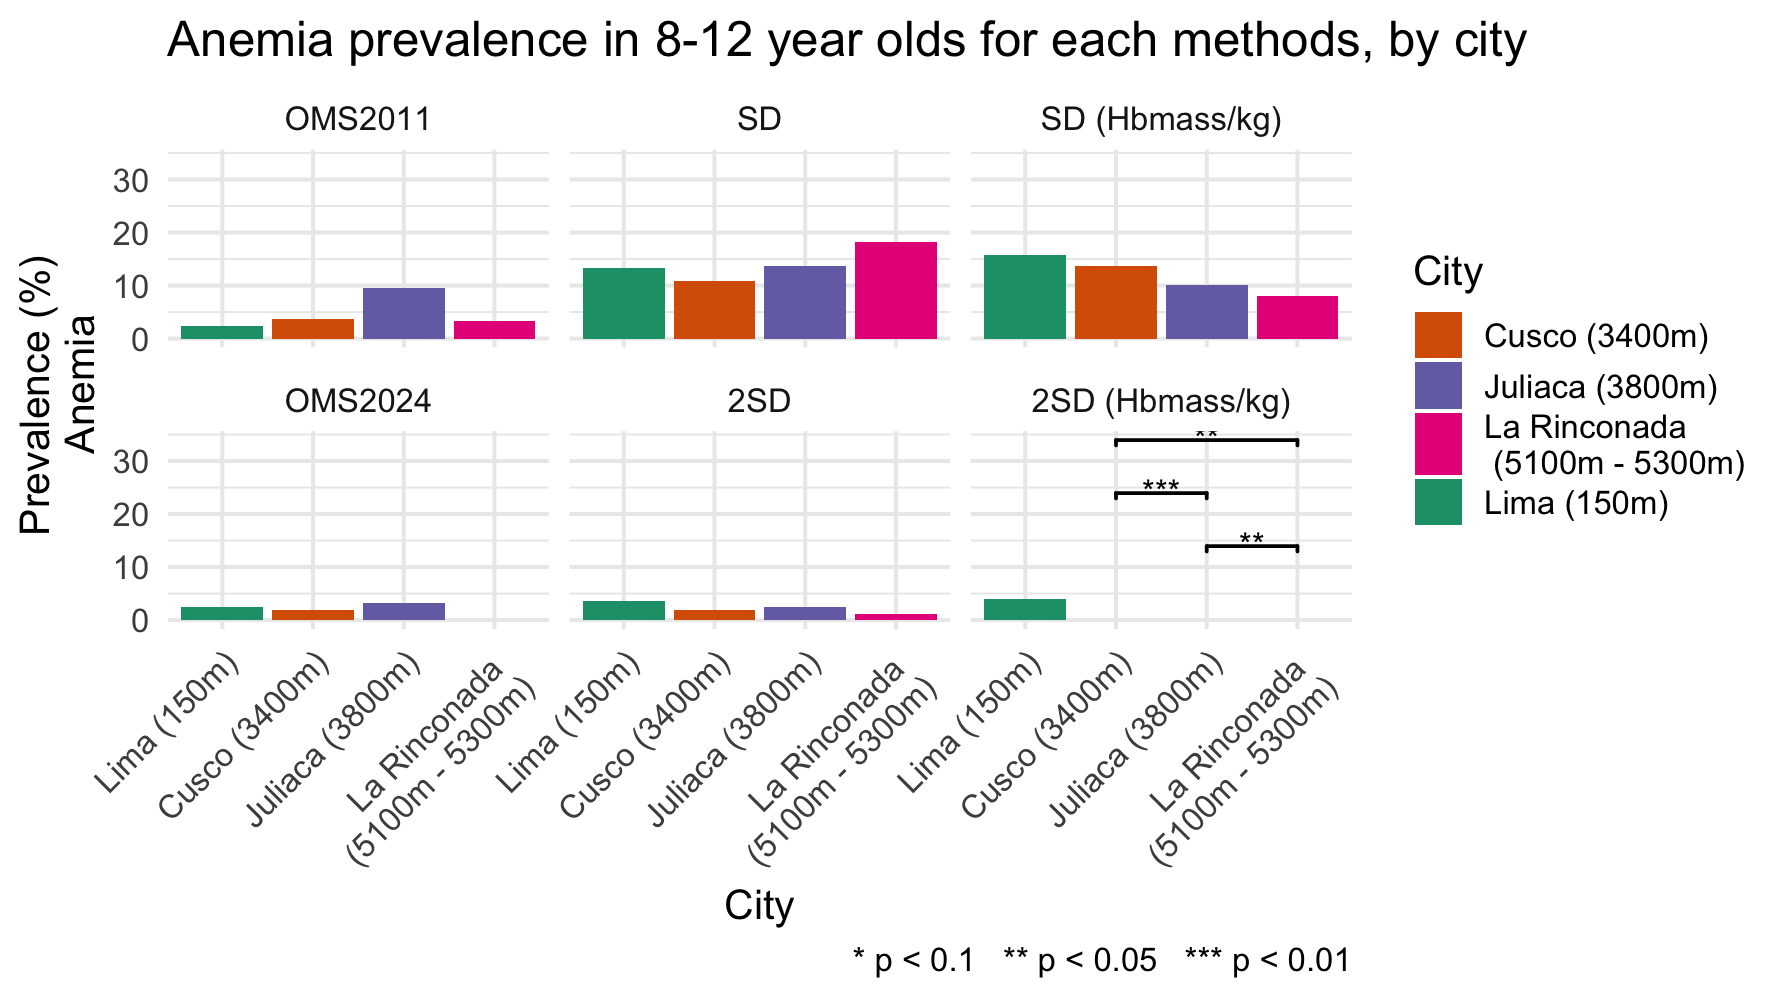 Anemia prevalence in 8-12 year olds for each methods, by city
OMS2011
SD
SD (Hbmass/kg)
30
20
10
0
OMS2024
2SD
2SD (Hbmass/kg)
**
***
**
30
20
10
0
Prevalence (%)
Anemia
Lima (150m)
Cusco (3400m)
Juliaca (3800m)
La Rinconada
(5100m - 5300m)
Lima (150m)
Cusco (3400m)
Juliaca (3800m)
La Rinconada
(5100m - 5300m)
Lima (150m)
Cusco (3400m)
Juliaca (3800m)
La Rinconada
(5100m - 5300m)
City
City
Cusco (3400m)
Juliaca (3800m)
La Rinconada
(5100m - 5300m)
Lima (150m)
* p < 0.1   ** p < 0.05   *** p < 0.01